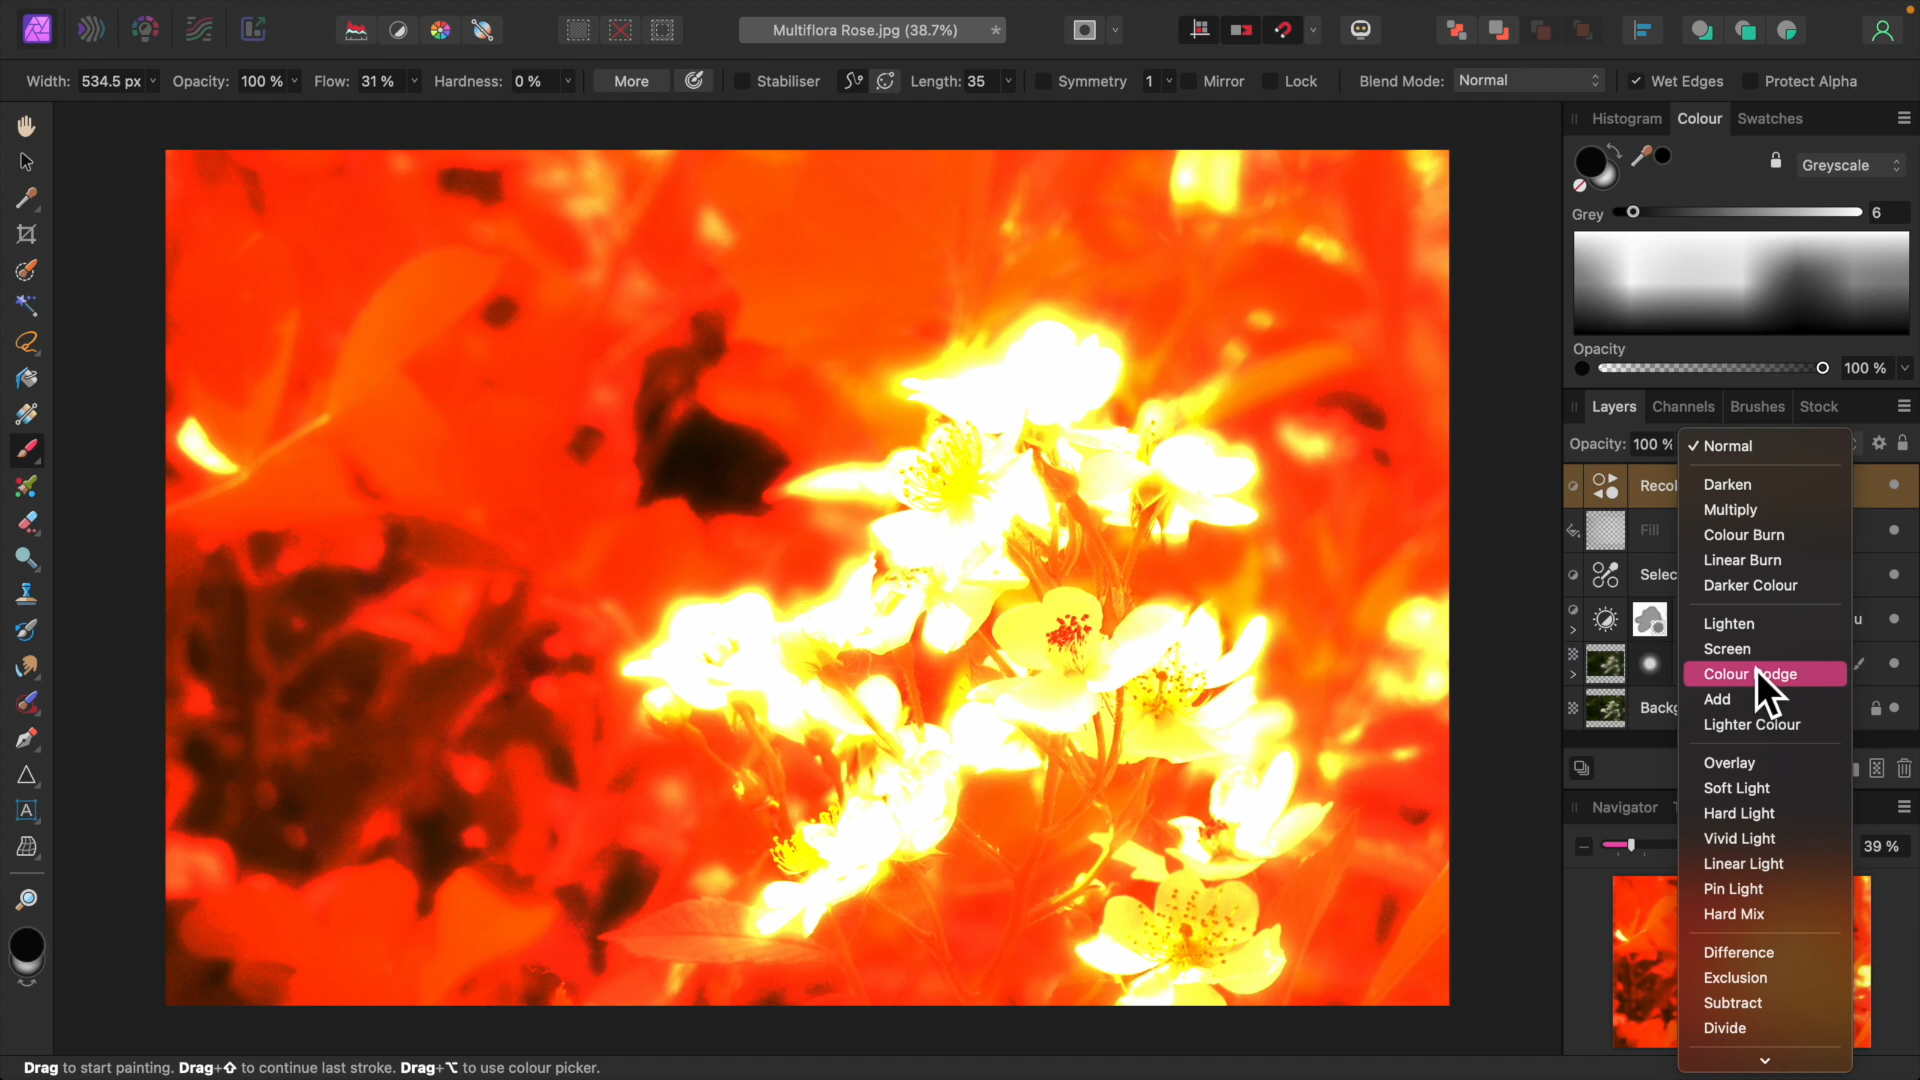 Multiflora Rose.jpg (38.7%) *
Width: 534.5 px Opacity: 100 % Flow: 31 % Hardness: 0 % More Stabiliser Length: 35 Symmetry 1 Mirror Lock Blend Mode: Normal Wet Edges Protect Alpha
Histogram Colour Swatches
Greyscale
Grey 6
Opacity
100 %
Layers Channels Brushes Stock
Opacity: 100 %
Normal
Darken
Multiply
Colour Burn
Linear Burn
Darker Colour
Lighten
Screen
Colour
Add
Lighter Colour
Overlay
Soft Light
Hard Light
Vivid Light
Linear Light
Pin Light
Hard Mix
Difference
Exclusion
Subtract
Divide
Recol
Fill
Selec
u
Backg
Navigator
39 %
A
Drag to start painting. Drag+⇧ to continue last stroke. Drag+⌥ to use colour picker.